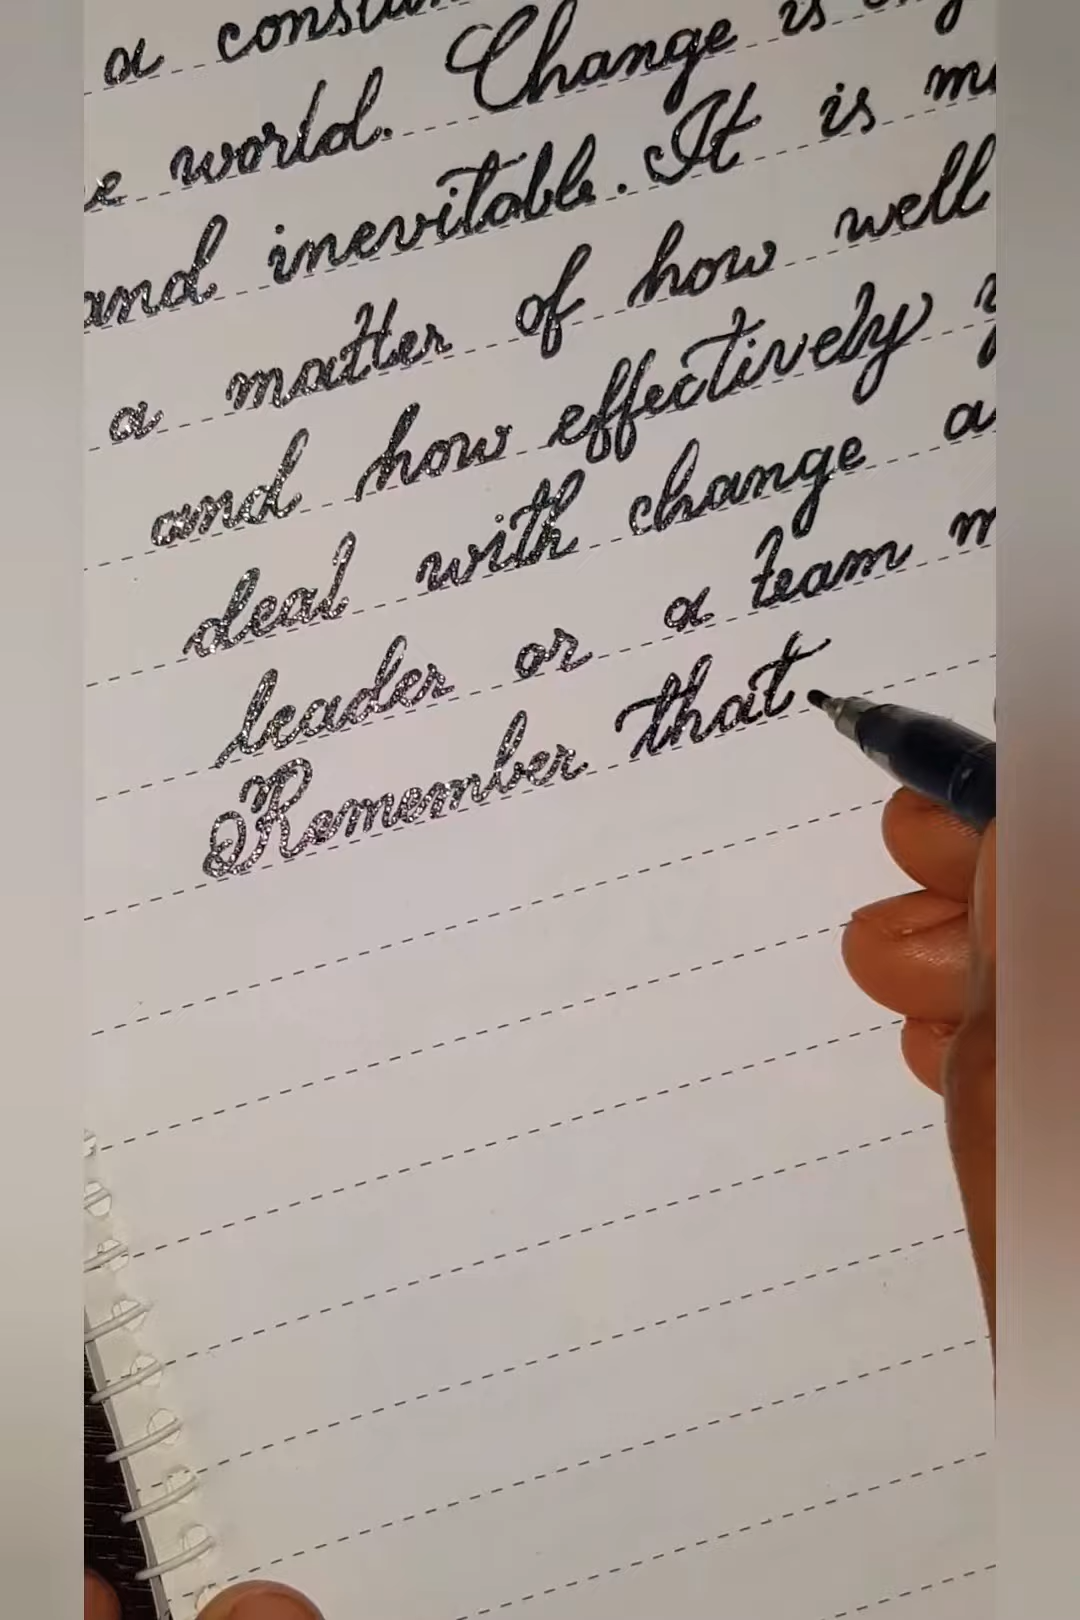 a
world. Change is
and inevitable. It is
a matter of how well
and how effectively
deal with change
leader or a team
Remember that